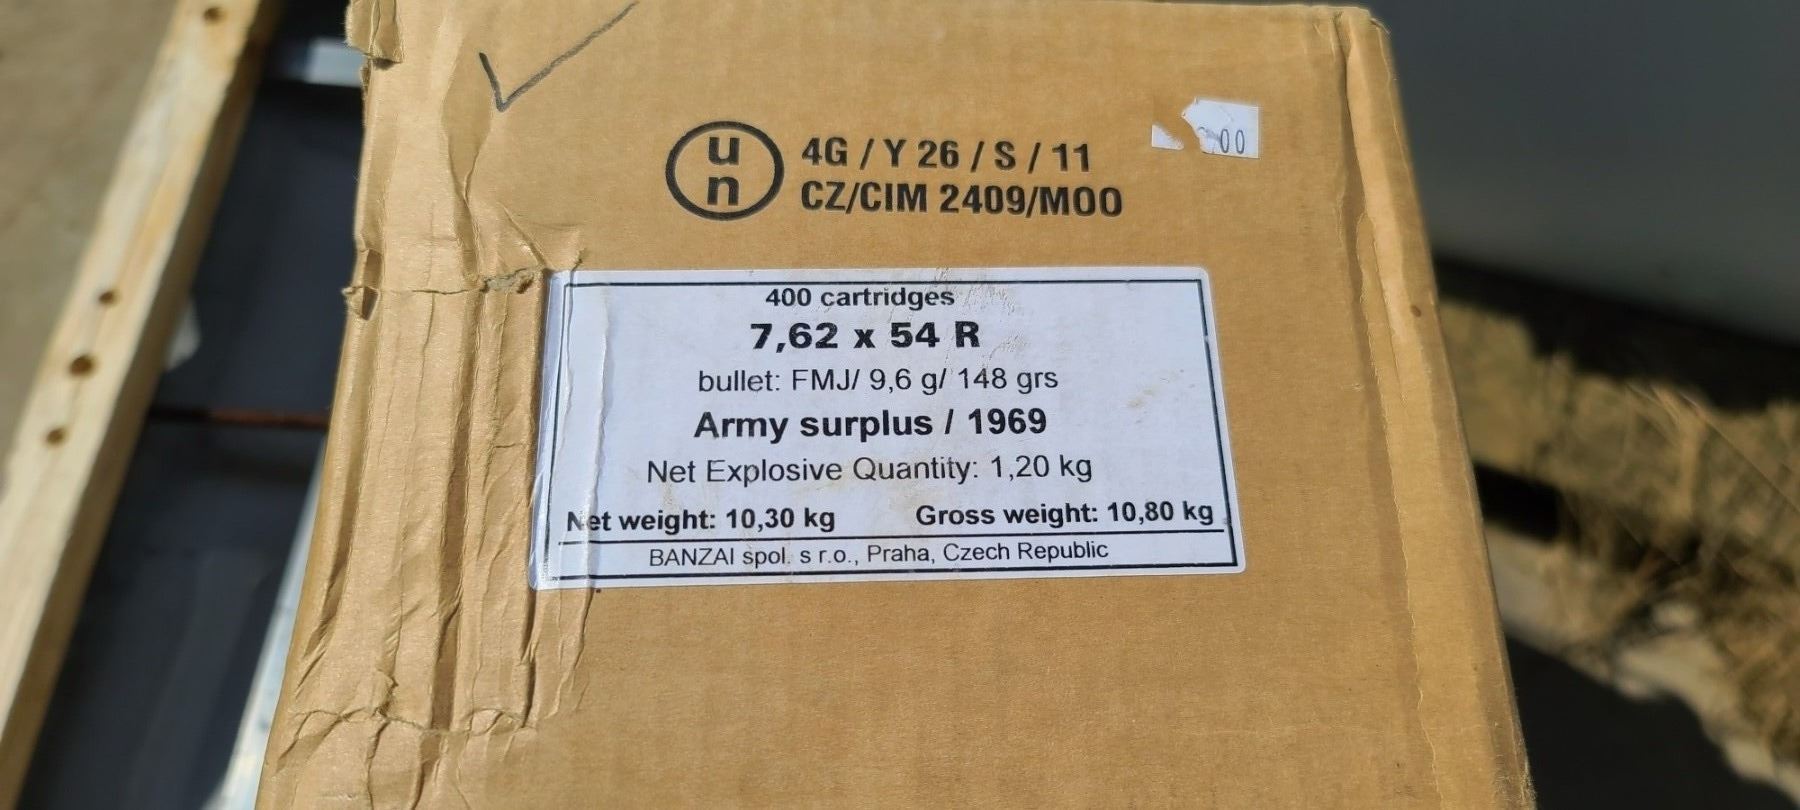 u
n
4G / Y 26 / S / 11
CZ/CIM 2409/M00
00
400 cartridges
7,62 x 54 R
bullet: FMJ/ 9,6 g/ 148 grs
Army surplus / 1969
Net Explosive Quantity: 1,20 kg
Net weight: 10,30 kg Gross weight: 10,80 kg
BANZAI spol. s r.o., Praha, Czech Republic